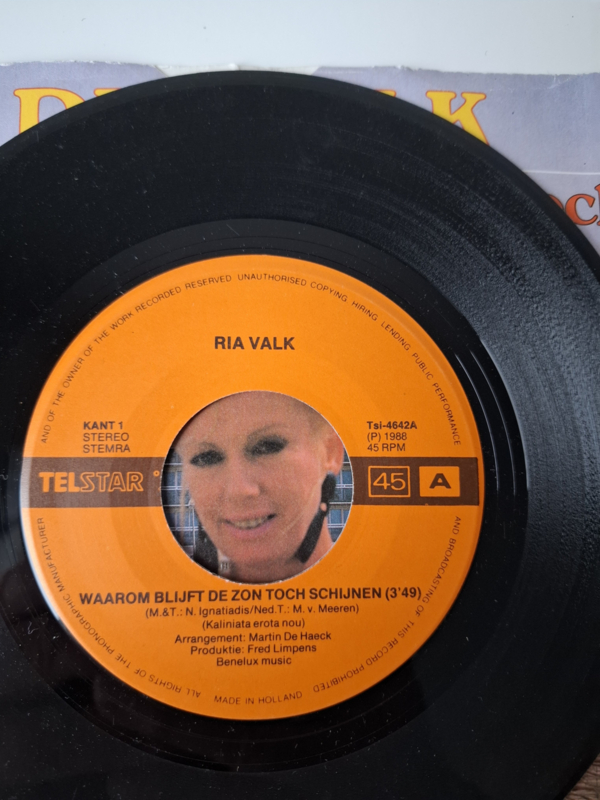 LK
AND OF THE OWNER OF THE WORK RECORDED RESERVED UNAUTHORISED COPYING, HIRING, LENDING, PUBLIC PERFORMANCE
RIA VALK
KANT 1
STEREO
STEMRA
Tsl-4642A
(P) 1988
45 RPM
TELSTAR
45 A
WAAROM BLIJFT DE ZON TOCH SCHIJNEN (3'49)
(M.&T.: N. Ignatiadis/Ned.T.: M. v. Meeren)
(Kaliniata erota nou)
Arrangement: Martin De Haeck
Produktie: Fred Limpens
Benelux music
MADE IN HOLLAND
ALL RIGHTS OF THE PHONOGRAPHIC MANUFACTURER
AND BROADCASTING OF THIS RECORD PROHIBITED